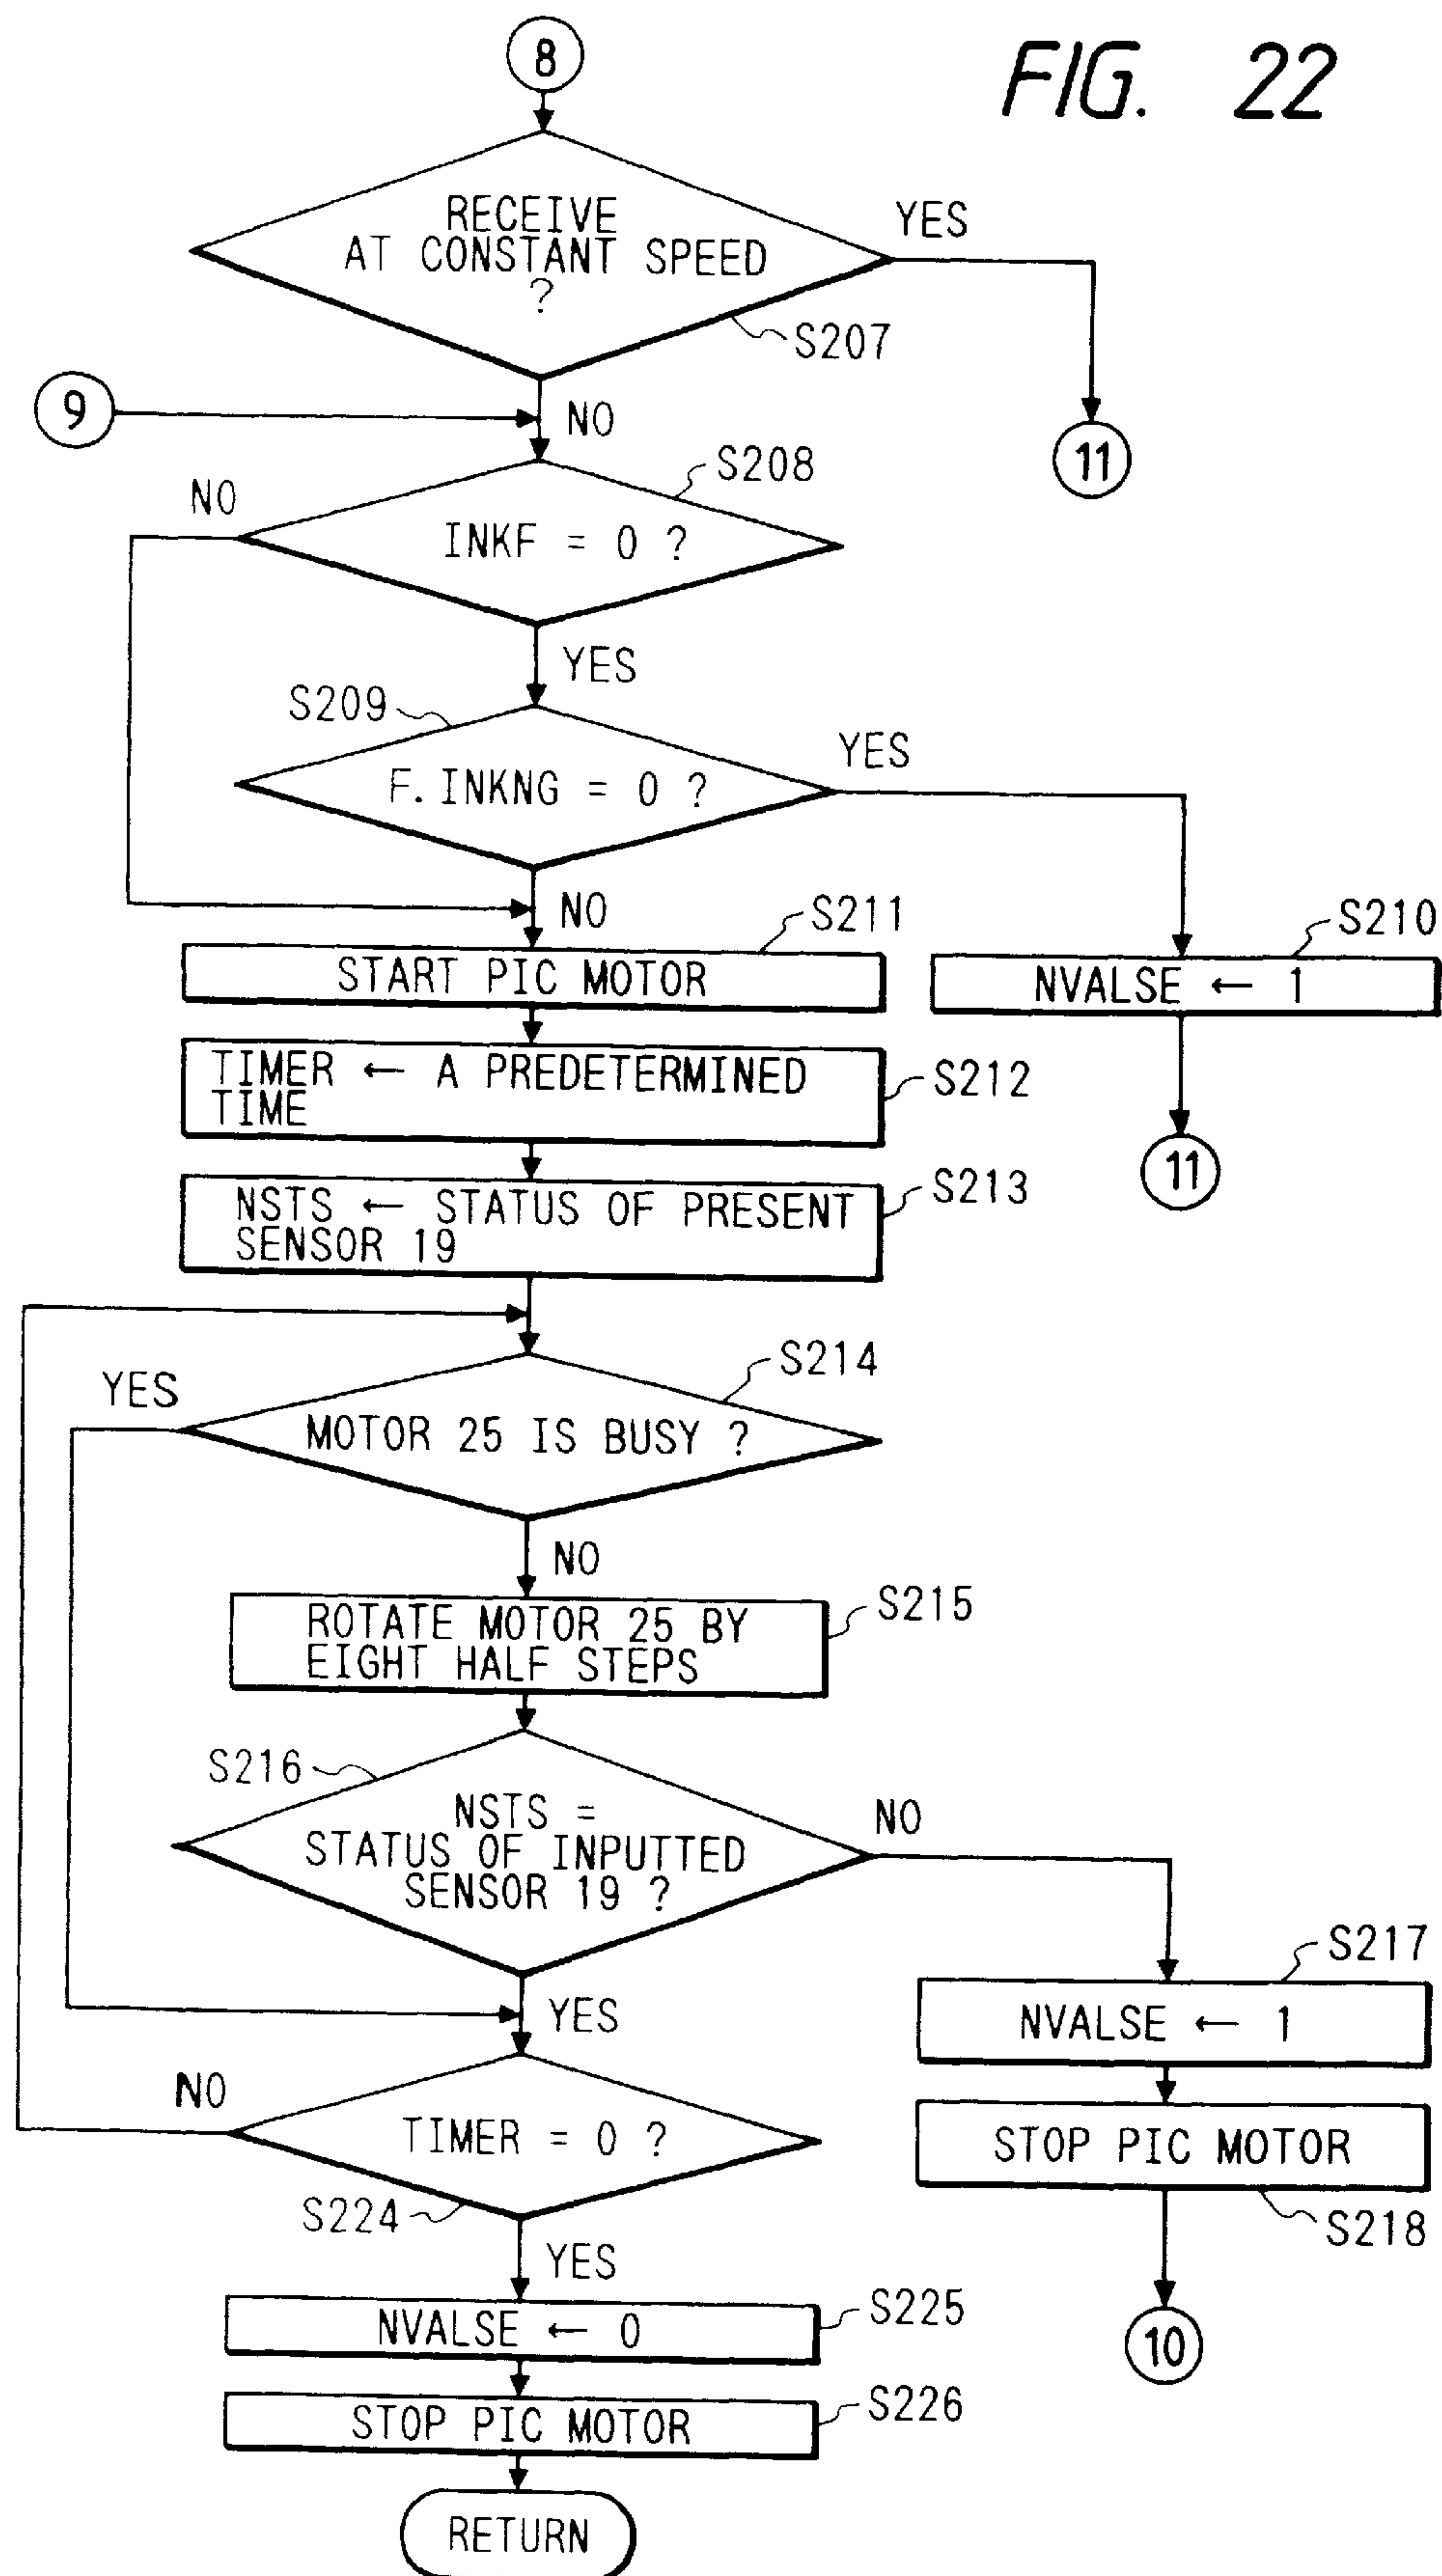 FIG. 22
8
RECEIVE
AT CONSTANT SPEED
?
YES
S207
9
NO
11
S208
NO
INKF = 0 ?
YES
S209
YES
F. INKNG = 0 ?
NO
S211
S210
START PIC MOTOR
NVALSE ← 1
TIMER ← A PREDETERMINED
TIME
S212
11
NSTS ← STATUS OF PRESENT
SENSOR 19
S213
S214
YES
MOTOR 25 IS BUSY ?
NO
ROTATE MOTOR 25 BY
EIGHT HALF STEPS
S215
S216
NSTS =
STATUS OF INPUTTED
SENSOR 19 ?
NO
S217
YES
NVALSE ← 1
NO
TIMER = 0 ?
STOP PIC MOTOR
S224
S218
YES
NVALSE ← 0
S225
10
STOP PIC MOTOR
S226
RETURN